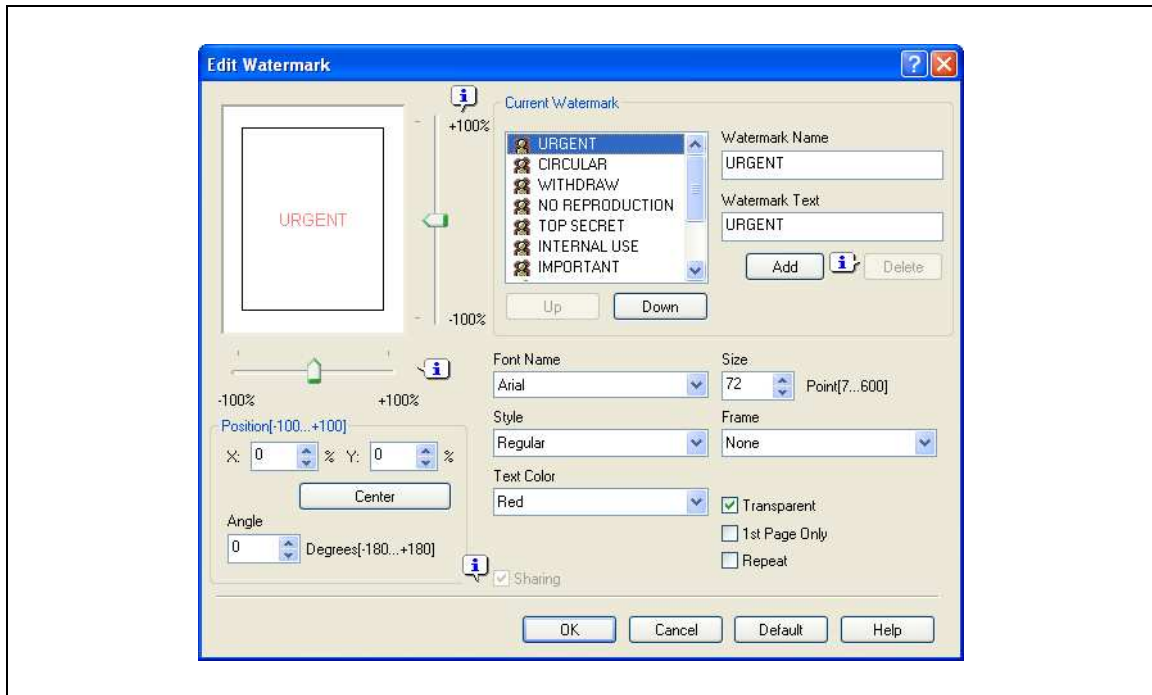 Edit Watermark
+100%
URGENT
-100%
-100%
+100%
Position[-100...+100]
X: 0 % Y: 0 %
Center
Angle
0 Degrees[-180...+180]
Current Watermark
URGENT
CIRCULAR
WITHDRAW
NO REPRODUCTION
TOP SECRET
INTERNAL USE
IMPORTANT
Up
Down
Watermark Name
URGENT
Watermark Text
URGENT
Add
Delete
Font Name
Arial
Size
72 Point[7...600]
Style
Regular
Frame
None
Text Color
Red
Transparent
1st Page Only
Repeat
Sharing
OK
Cancel
Default
Help